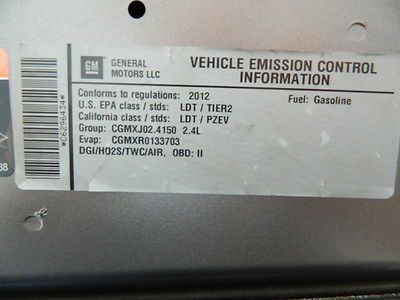 GM
GENERAL
MOTORS LLC
VEHICLE EMISSION CONTROL
INFORMATION
Conforms to regulations: 2012
Fuel: Gasoline
U.S. EPA class / stds: LDT / TIER2
California class / stds: LDT / PZEV
Group: CGMXJ02.4150 2.4L
Evap: CGMXR0133703
DGI/HO2S/TWC/AIR, OBD: II
*C6296434*